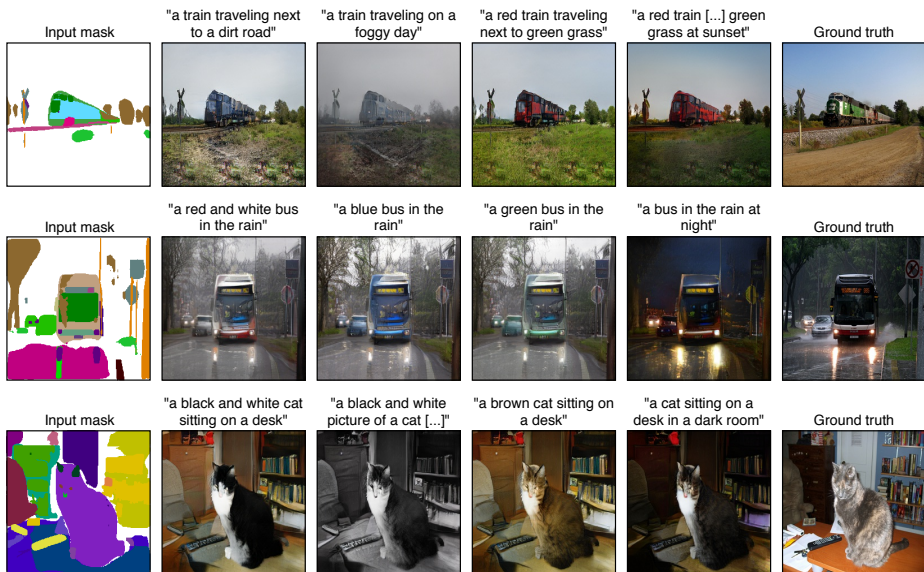 "a train traveling next
to a dirt road"
"a train traveling on a
foggy day"
"a red train traveling
next to green grass"
"a red train [...] green
grass at sunset"
Input mask
Ground truth
"a red and white bus
in the rain"
"a blue bus in the
rain"
"a green bus in the
rain"
"a bus in the rain at
night"
Input mask
Ground truth
"a black and white cat
sitting on a desk"
"a black and white
picture of a cat [...]"
"a brown cat sitting on
a desk"
"a cat sitting on a
desk in a dark room"
Input mask
Ground truth